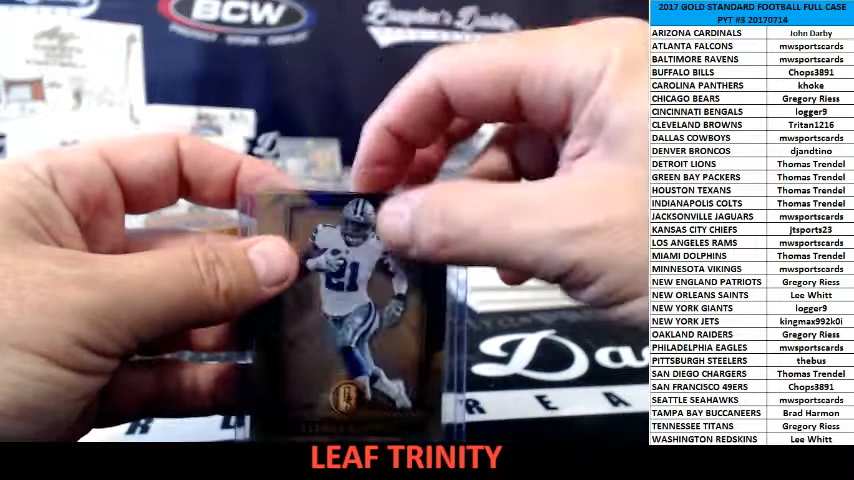 BCW
PRODUCT. STORE. DISPLAY.
21
Da
R E A
LEAF TRINITY
2017 GOLD STANDARD FOOTBALL FULL CASE
PYT #3 20170714
ARIZONA CARDINALS John Darby
ATLANTA FALCONS mwsportscards
BALTIMORE RAVENS mwsportscards
BUFFALO BILLS Chops3891
CAROLINA PANTHERS khoke
CHICAGO BEARS Gregory Riess
CINCINNATI BENGALS logger9
CLEVELAND BROWNS Tritan1216
DALLAS COWBOYS mwsportscards
DENVER BRONCOS djandtino
DETROIT LIONS Thomas Trendel
GREEN BAY PACKERS Thomas Trendel
HOUSTON TEXANS Thomas Trendel
INDIANAPOLIS COLTS Thomas Trendel
JACKSONVILLE JAGUARS mwsportscards
KANSAS CITY CHIEFS jtsports23
LOS ANGELES RAMS mwsportscards
MIAMI DOLPHINS Thomas Trendel
MINNESOTA VIKINGS mwsportscards
NEW ENGLAND PATRIOTS Gregory Riess
NEW ORLEANS SAINTS Lee Whitt
NEW YORK GIANTS logger9
NEW YORK JETS kingmax992k0i
OAKLAND RAIDERS Gregory Riess
PHILADELPHIA EAGLES mwsportscards
PITTSBURGH STEELERS thebus
SAN DIEGO CHARGERS Thomas Trendel
SAN FRANCISCO 49ERS Chops3891
SEATTLE SEAHAWKS mwsportscards
TAMPA BAY BUCCANEERS Brad Harmon
TENNESSEE TITANS Gregory Riess
WASHINGTON REDSKINS Lee Whitt